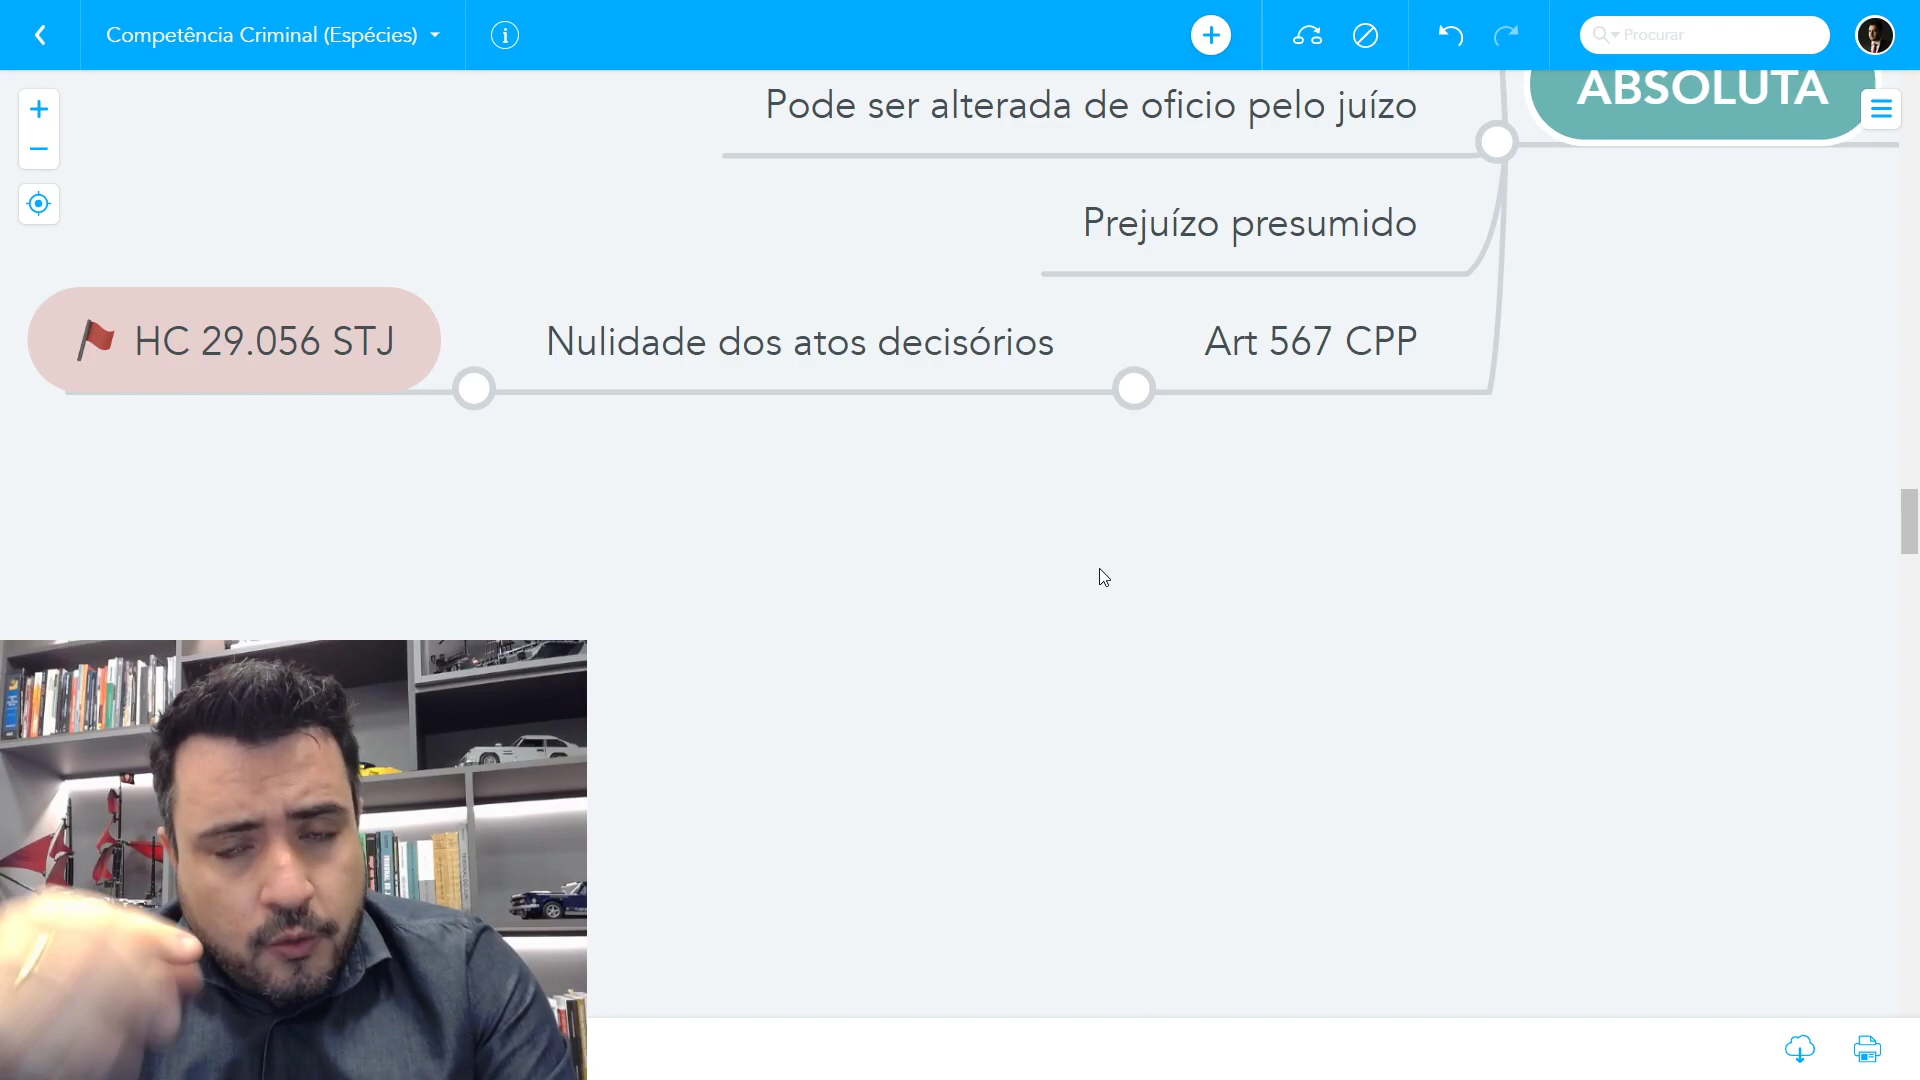 Competência Criminal (Espécies)
Procurar
ABSOLUTA
Pode ser alterada de oficio pelo juízo
Prejuízo presumido
HC 29.056 STJ
Nulidade dos atos decisórios
Art 567 CPP